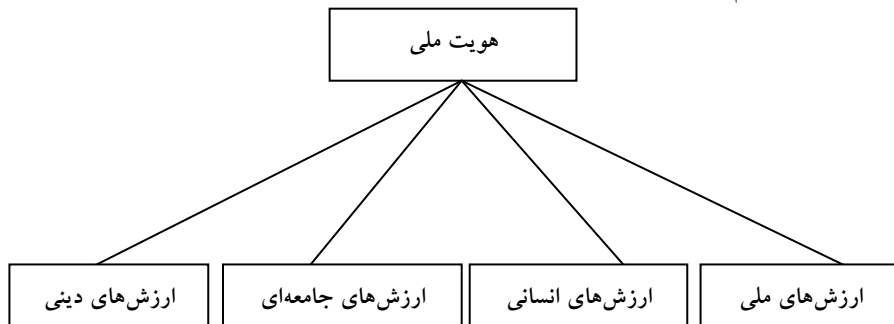 هویت ملی
ارزش‌های ملی
ارزش‌های انسانی
ارزش‌های جامعه‌ای
ارزش‌های دینی